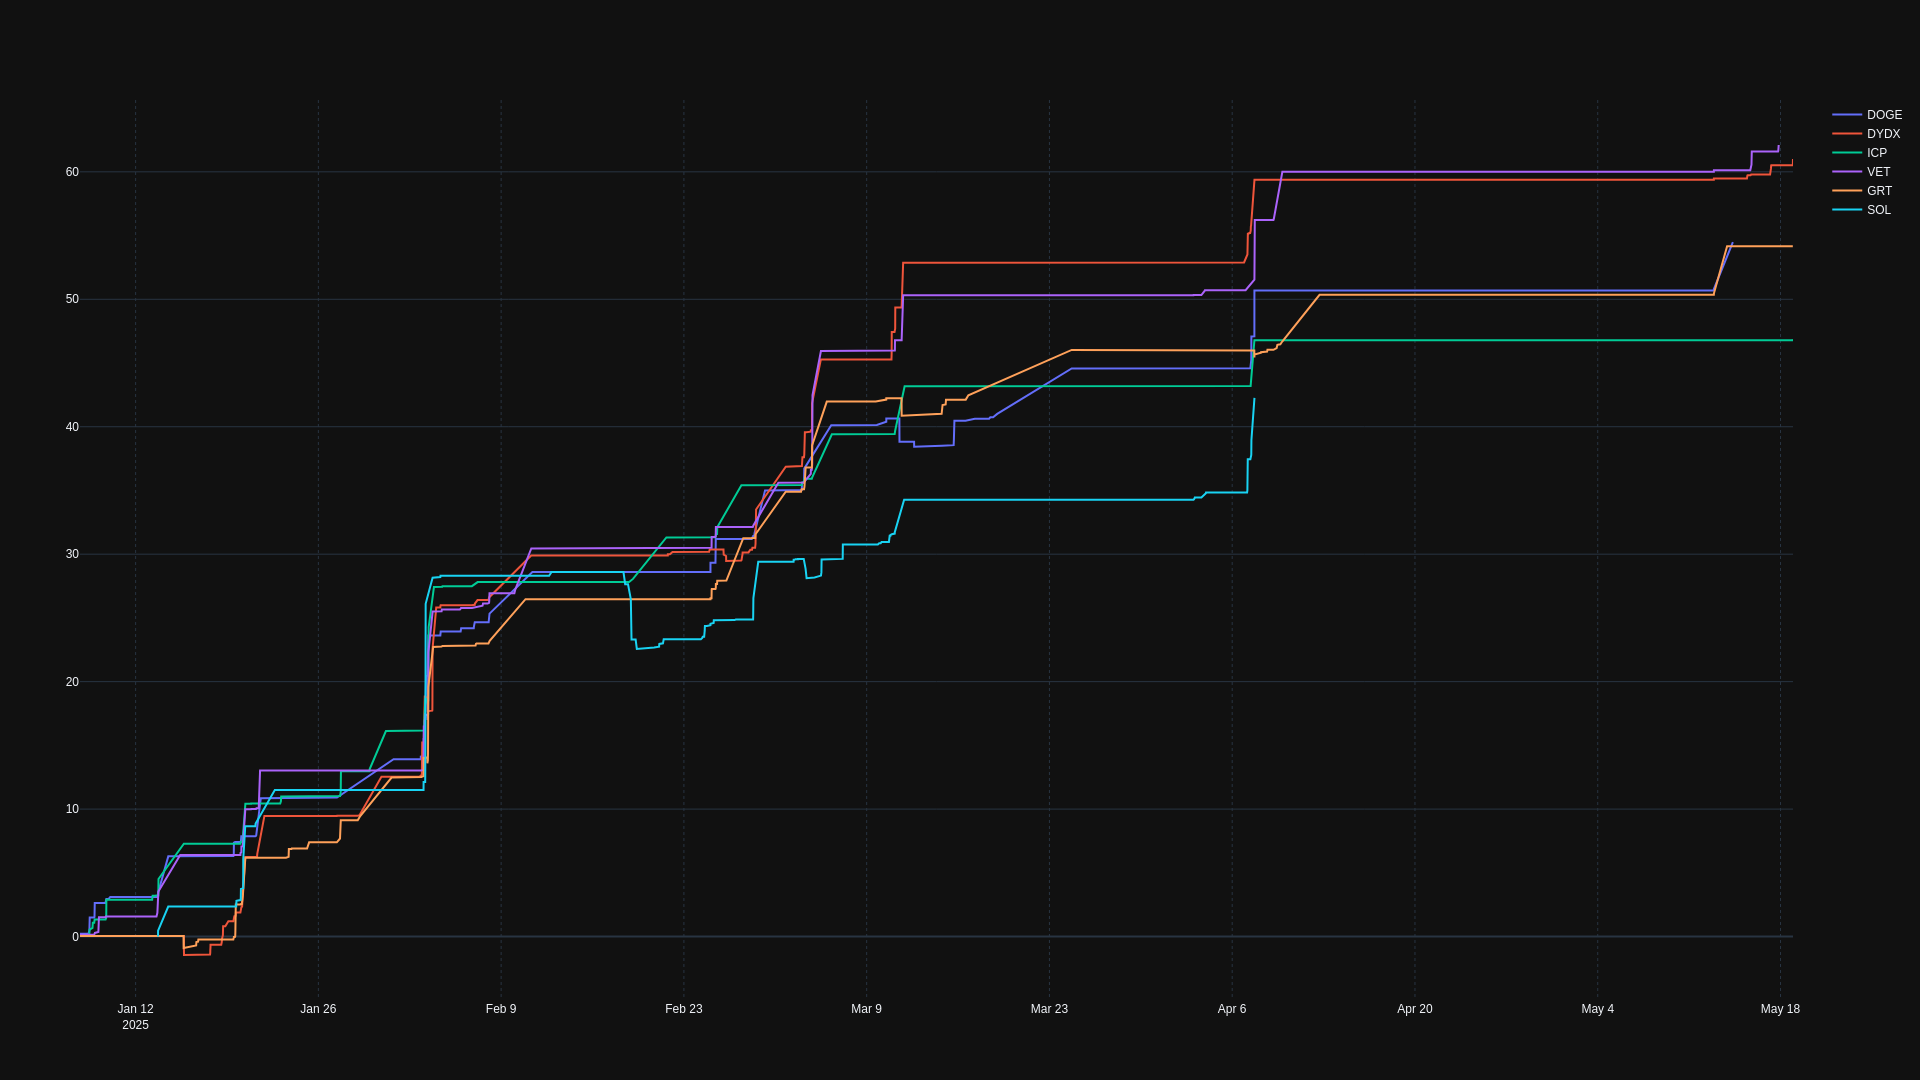 60
50
40
30
20
10
0
Jan 12
2025
Jan 26
Feb 9
Feb 23
Mar 9
Mar 23
Apr 6
Apr 20
May 4
May 18
DOGE
DYDX
ICP
VET
GRT
SOL